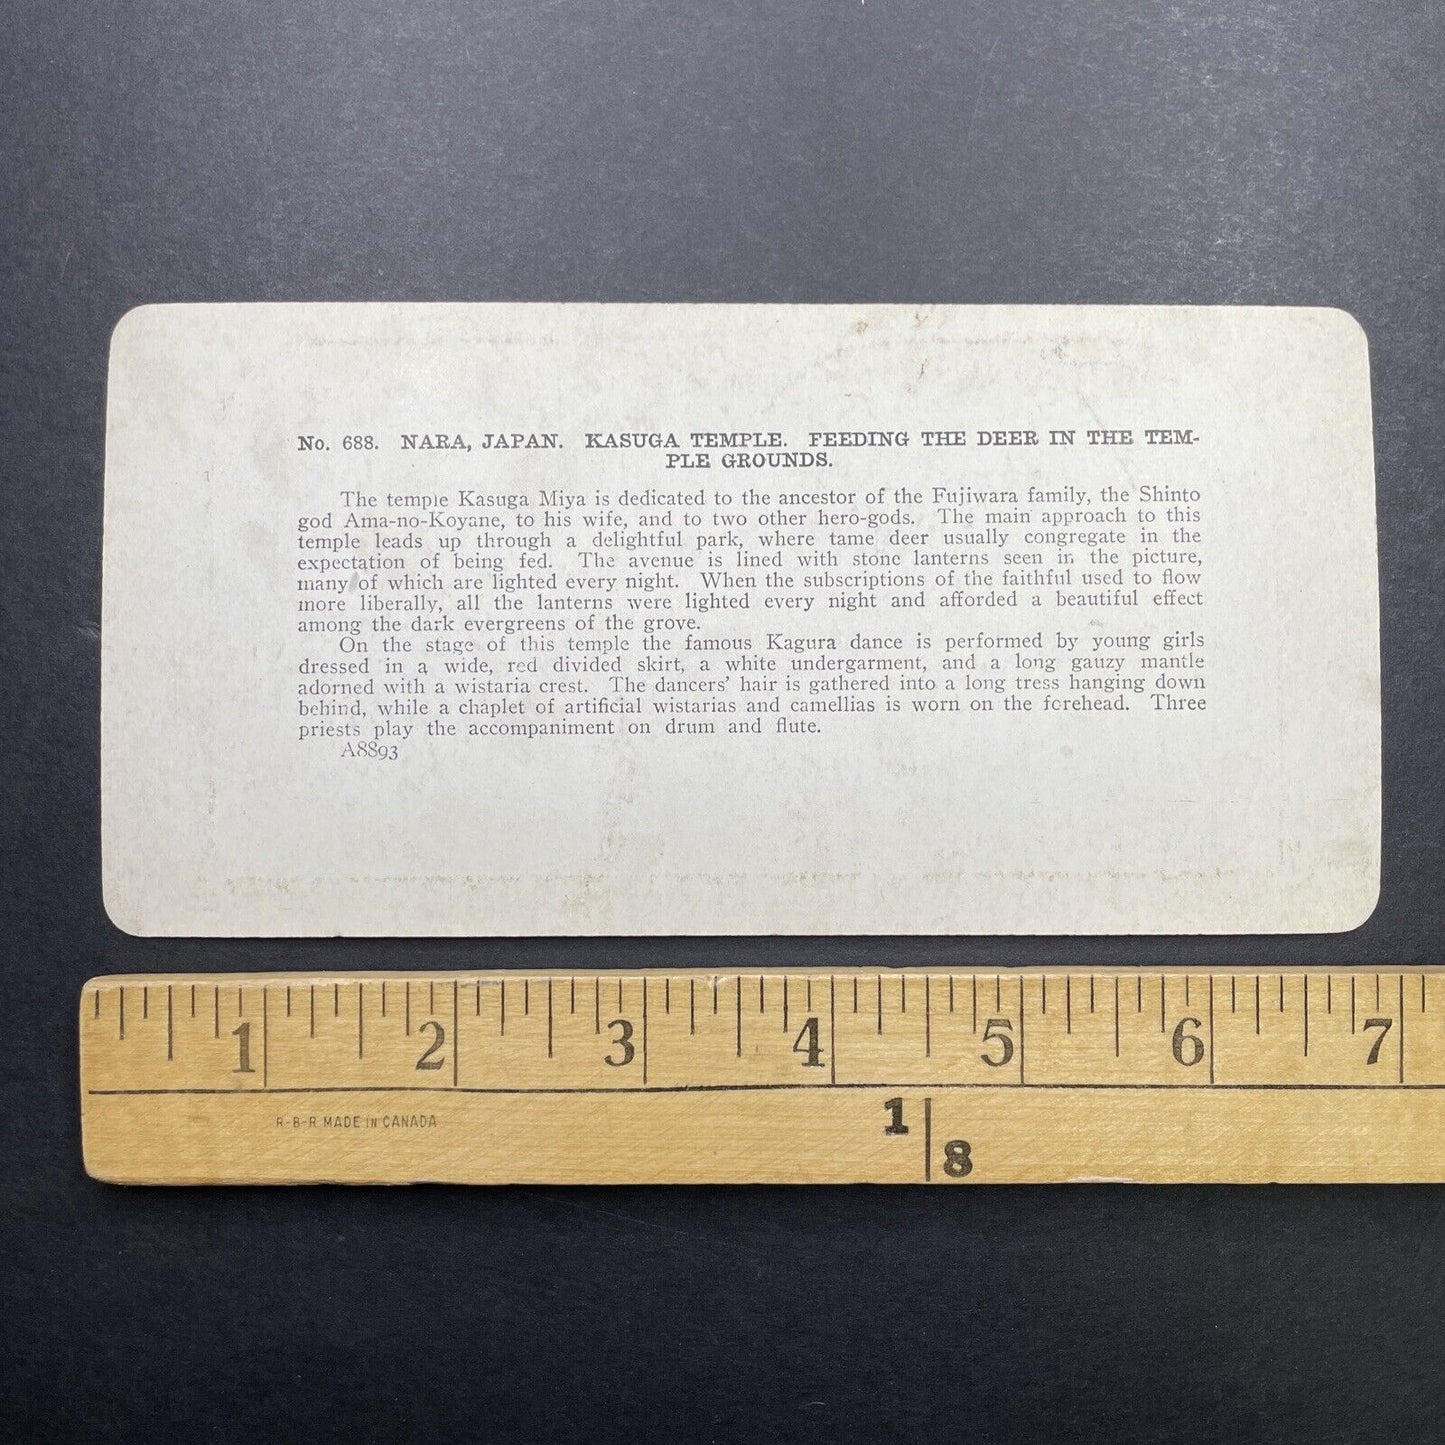 No. 688. NARA, JAPAN. KASUGA TEMPLE. FEEDING THE DEER IN THE TEM-
PLE GROUNDS.
The temple Kasuga Miya is dedicated to the ancestor of the Fujiwara family, the Shinto
god Ama-no-Koyane, to his wife, and to two other hero-gods. The main approach to this
temple leads up through a delightful park, where tame deer usually congregate in the
expectation of being fed. The avenue is lined with stone lanterns seen in the picture,
many of which are lighted every night. When the subscriptions of the faithful used to flow
more liberally, all the lanterns were lighted every night and afforded a beautiful effect
among the dark evergreens of the grove.
On the stage of this temple the famous Kagura dance is performed by young girls
dressed in a wide, red divided skirt, a white undergarment, and a long gauzy mantle
adorned with a wistaria crest. The dancers' hair is gathered into a long tress hanging down
behind, while a chaplet of artificial wistarias and camellias is worn on the forehead. Three
priests play the accompaniment on drum and flute.
A8893
1 2 3 4 5 6 7
R-B-R MADE IN CANADA
1
8